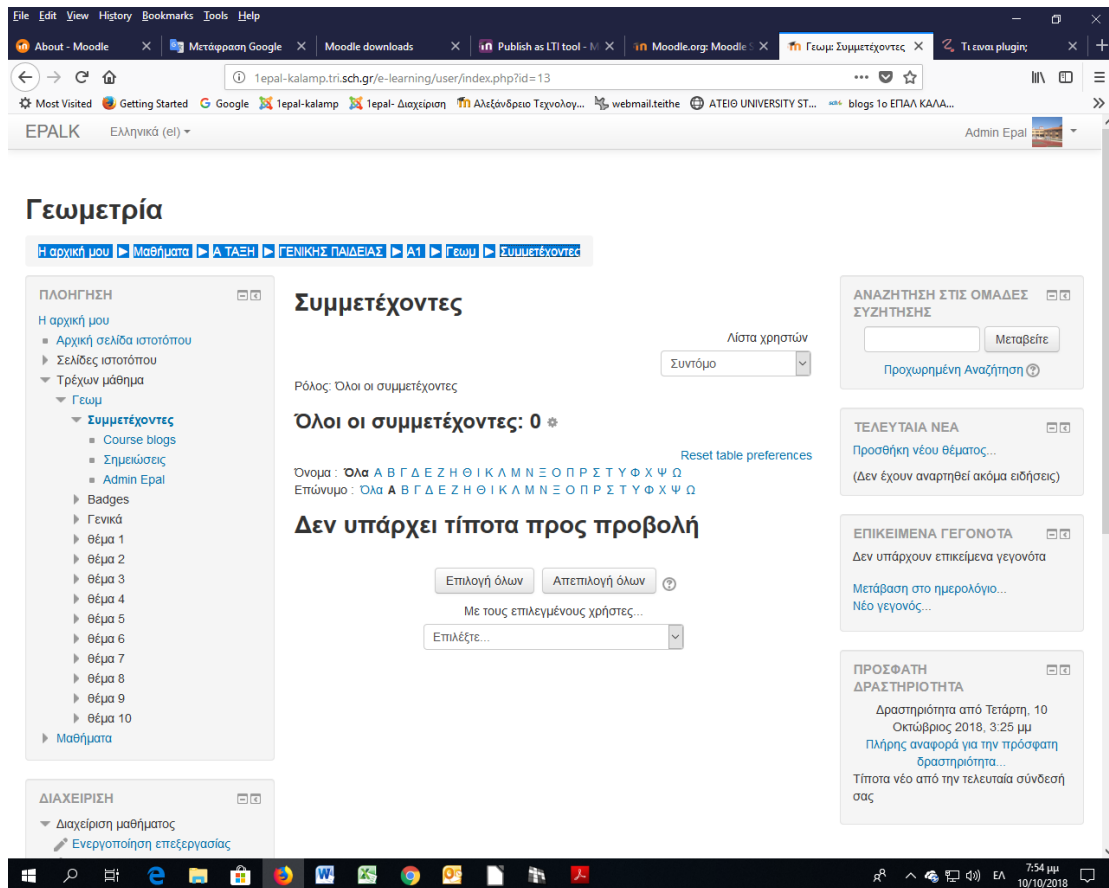 File Edit View History Bookmarks Tools Help
About - Moodle
Μετάφραση Google
Moodle downloads
Publish as LTI tool - M
Moodle.org: Moodle S
Γεωμ: Συμμετέχοντες
Τι ειναι plugin;
1epal-kalamp.tri.sch.gr/e-learning/user/index.php?id=13
Most Visited Getting Started Google 1epal-kalamp 1epal- Διαχείριση Αλεξάνδρειο Τεχνολογ... webmail.teithe ΑΤΕΙΘ UNIVERSITY ST... blogs 1ο ΕΠΑΛ ΚΑΛΑ...
EPALK Ελληνικά (el)
Admin Epal
Γεωμετρία
Η αρχική μου ► Μαθήματα ► Α ΤΑΞΗ ► ΓΕΝΙΚΗΣ ΠΑΙΔΕΙΑΣ ► Α1 ► Γεωμ ► Συμμετέχοντες
ΠΛΟΗΓΗΣΗ
Η αρχική μου
Αρχική σελίδα ιστοτόπου
Σελίδες ιστοτόπου
Τρέχων μάθημα
Γεωμ
Συμμετέχοντες
Course blogs
Σημειώσεις
Admin Epal
Badges
Γενικά
Θέμα 1
Θέμα 2
Θέμα 3
Θέμα 4
Θέμα 5
Θέμα 6
Θέμα 7
Θέμα 8
Θέμα 9
Θέμα 10
Μαθήματα
ΔΙΑΧΕΙΡΙΣΗ
Διαχείριση μαθήματος
Ενεργοποίηση επεξεργασίας
Συμμετέχοντες
Λίστα χρηστών
Συντόμο
Ρόλος: Όλοι οι συμμετέχοντες
Όλοι οι συμμετέχοντες: 0
Reset table preferences
Όνομα : Όλα Α Β Γ Δ Ε Ζ Η Θ Ι Κ Λ Μ Ν Ξ Ο Π Ρ Σ Τ Υ Φ Χ Ψ Ω
Επώνυμο : Όλα Α Β Γ Δ Ε Ζ Η Θ Ι Κ Λ Μ Ν Ξ Ο Π Ρ Σ Τ Υ Φ Χ Ψ Ω
Δεν υπάρχει τίποτα προς προβολή
Επιλογή όλων Απεπιλογή όλων
Με τους επιλεγμένους χρήστες...
Επιλέξτε...
ΑΝΑΖΗΤΗΣΗ ΣΤΙΣ ΟΜΑΔΕΣ
ΣΥΖΗΤΗΣΗΣ
Μεταβείτε
Προχωρημένη Αναζήτηση
ΤΕΛΕΥΤΑΙΑ ΝΕΑ
Προσθήκη νέου θέματος...
(Δεν έχουν αναρτηθεί ακόμα ειδήσεις)
ΕΠΙΚΕΙΜΕΝΑ ΓΕΓΟΝΟΤΑ
Δεν υπάρχουν επικείμενα γεγονότα
Μετάβαση στο ημερολόγιο...
Νέο γεγονός...
ΠΡΟΣΦΑΤΗ
ΔΡΑΣΤΗΡΙΟΤΗΤΑ
Δραστηριότητα από Τετάρτη, 10
Οκτώβριος 2018, 3:25 μμ
Πλήρης αναφορά για την πρόσφατη
δραστηριότητα...
Τίποτα νέο από την τελευταία σύνδεσή
σας
ΕΛ
7:54 μμ
10/10/2018